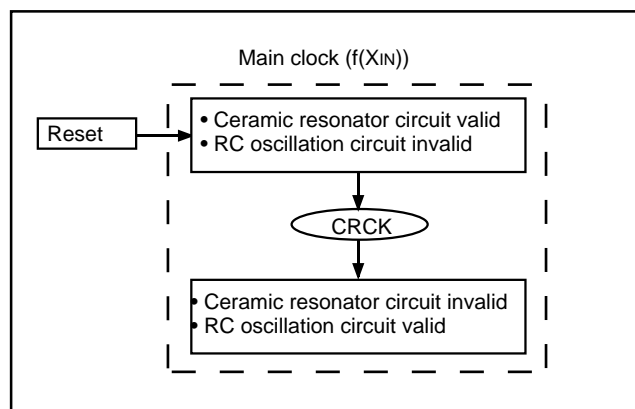 Main clock (f(XIN))
Reset
• Ceramic resonator circuit valid
• RC oscillation circuit invalid
CRCK
• Ceramic resonator circuit invalid
• RC oscillation circuit valid